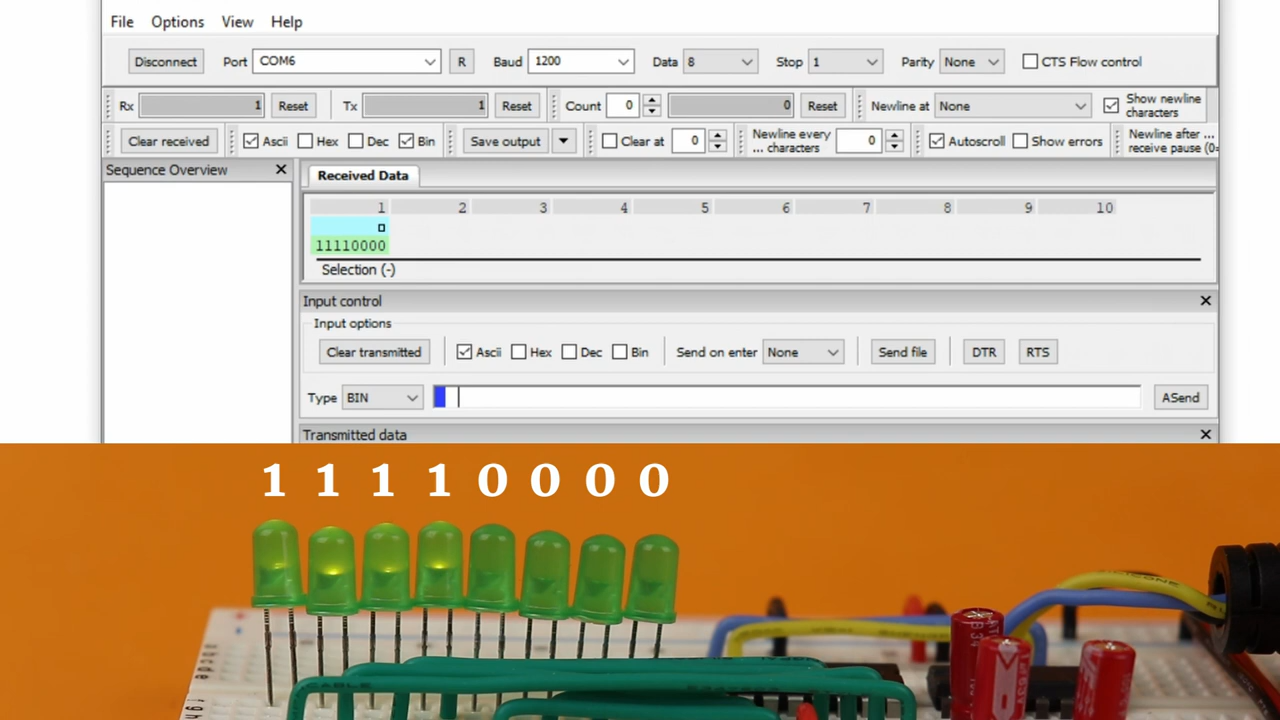 File Options View Help
Disconnect Port COM6 R Baud 1200 Data 8 Stop 1 Parity None CTS Flow control
Rx 1 Reset Tx 1 Reset Count 0 0 Reset Newline at None Show newline characters
Clear received Ascii Hex Dec Bin Save output Clear at 0 Newline every ... characters 0 Autoscroll Show errors Newline after ... receive pause (0=
Sequence Overview
Received Data
1 2 3 4 5 6 7 8 9 10
11110000
Selection (-)
Input control
Input options
Clear transmitted Ascii Hex Dec Bin Send on enter None Send file DTR RTS
Type BIN ASend
Transmitted data
1 1 1 1 0 0 0 0